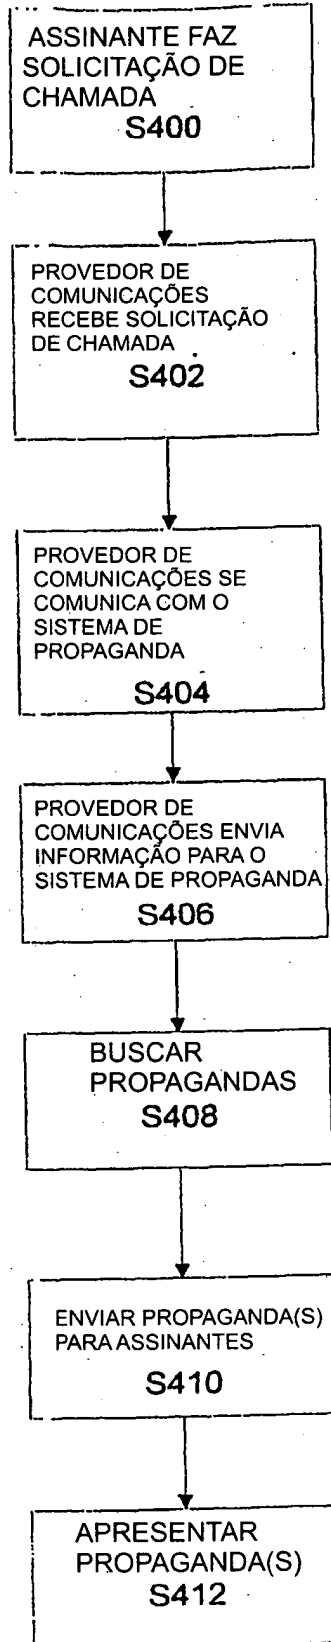 ASSINANTE FAZ
SOLICITAÇÃO DE
CHAMADA
S400
PROVEDOR DE
COMUNICAÇÕES
RECEBE SOLICITAÇÃO
DE CHAMADA
S402
PROVEDOR DE
COMUNICAÇÕES SE
COMUNICA COM O
SISTEMA DE
PROPAGANDA
S404
PROVEDOR DE
COMUNICAÇÕES ENVIA
INFORMAÇÃO PARA O
SISTEMA DE PROPAGANDA
S406
BUSCAR
PROPAGANDAS
S408
ENVIAR PROPAGANDA(S)
PARA ASSINANTES
S410
APRESENTAR
PROPAGANDA(S)
S412